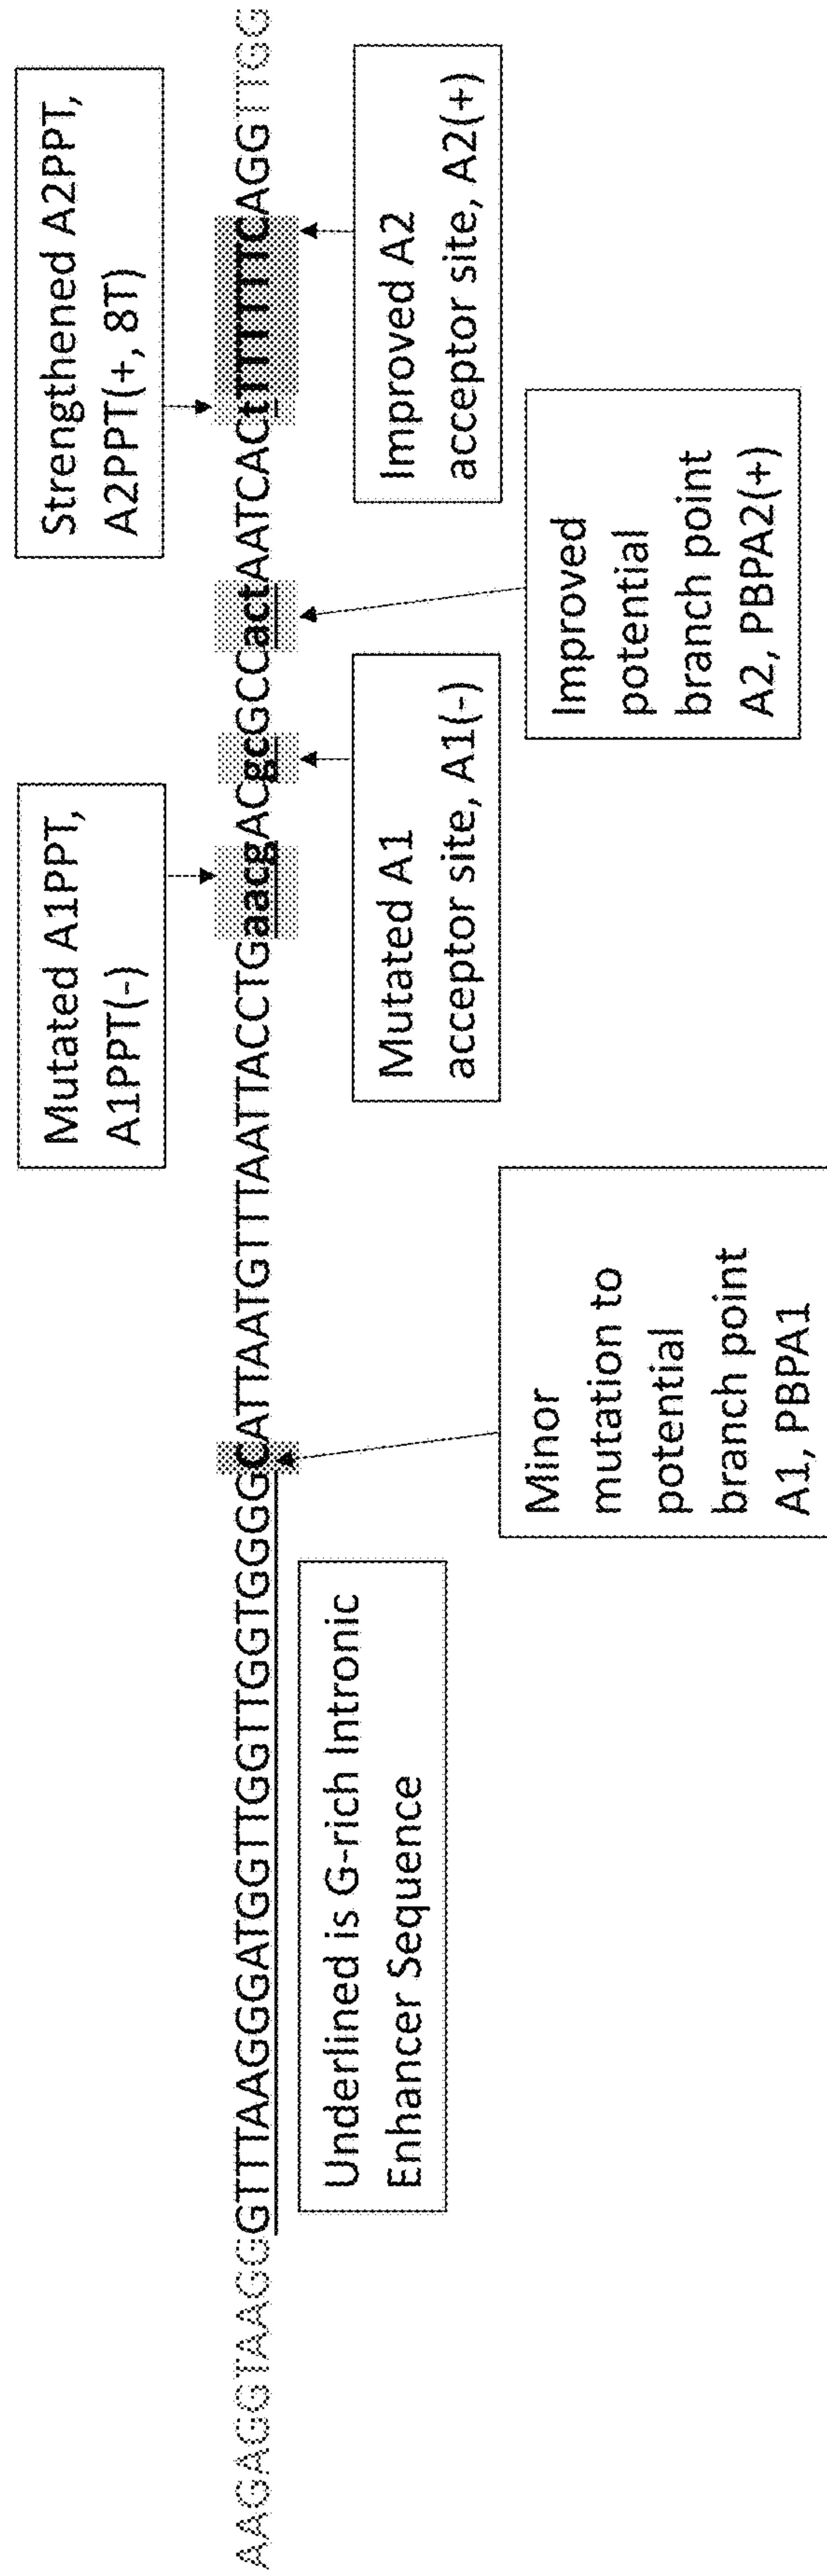 Mutated A1PPT,
A1PPT(-)
Strengthened A2PPT,
A2PPT(+, 8T)
AAGAGGTAAGGGTTTAAGGGATGGTTGGTTGGTGGGGCATTAATGTTTAATTACCTGaacgACgcGCCactAATCACtTTTTTTTCAGGTTGG
Underlined is G-rich Intronic
Enhancer Sequence
Minor
mutation to
potential
branch point
A1, PBPA1
Mutated A1
acceptor site, A1(-)
Improved
potential
branch point
A2, PBPA2(+)
Improved A2
acceptor site, A2(+)